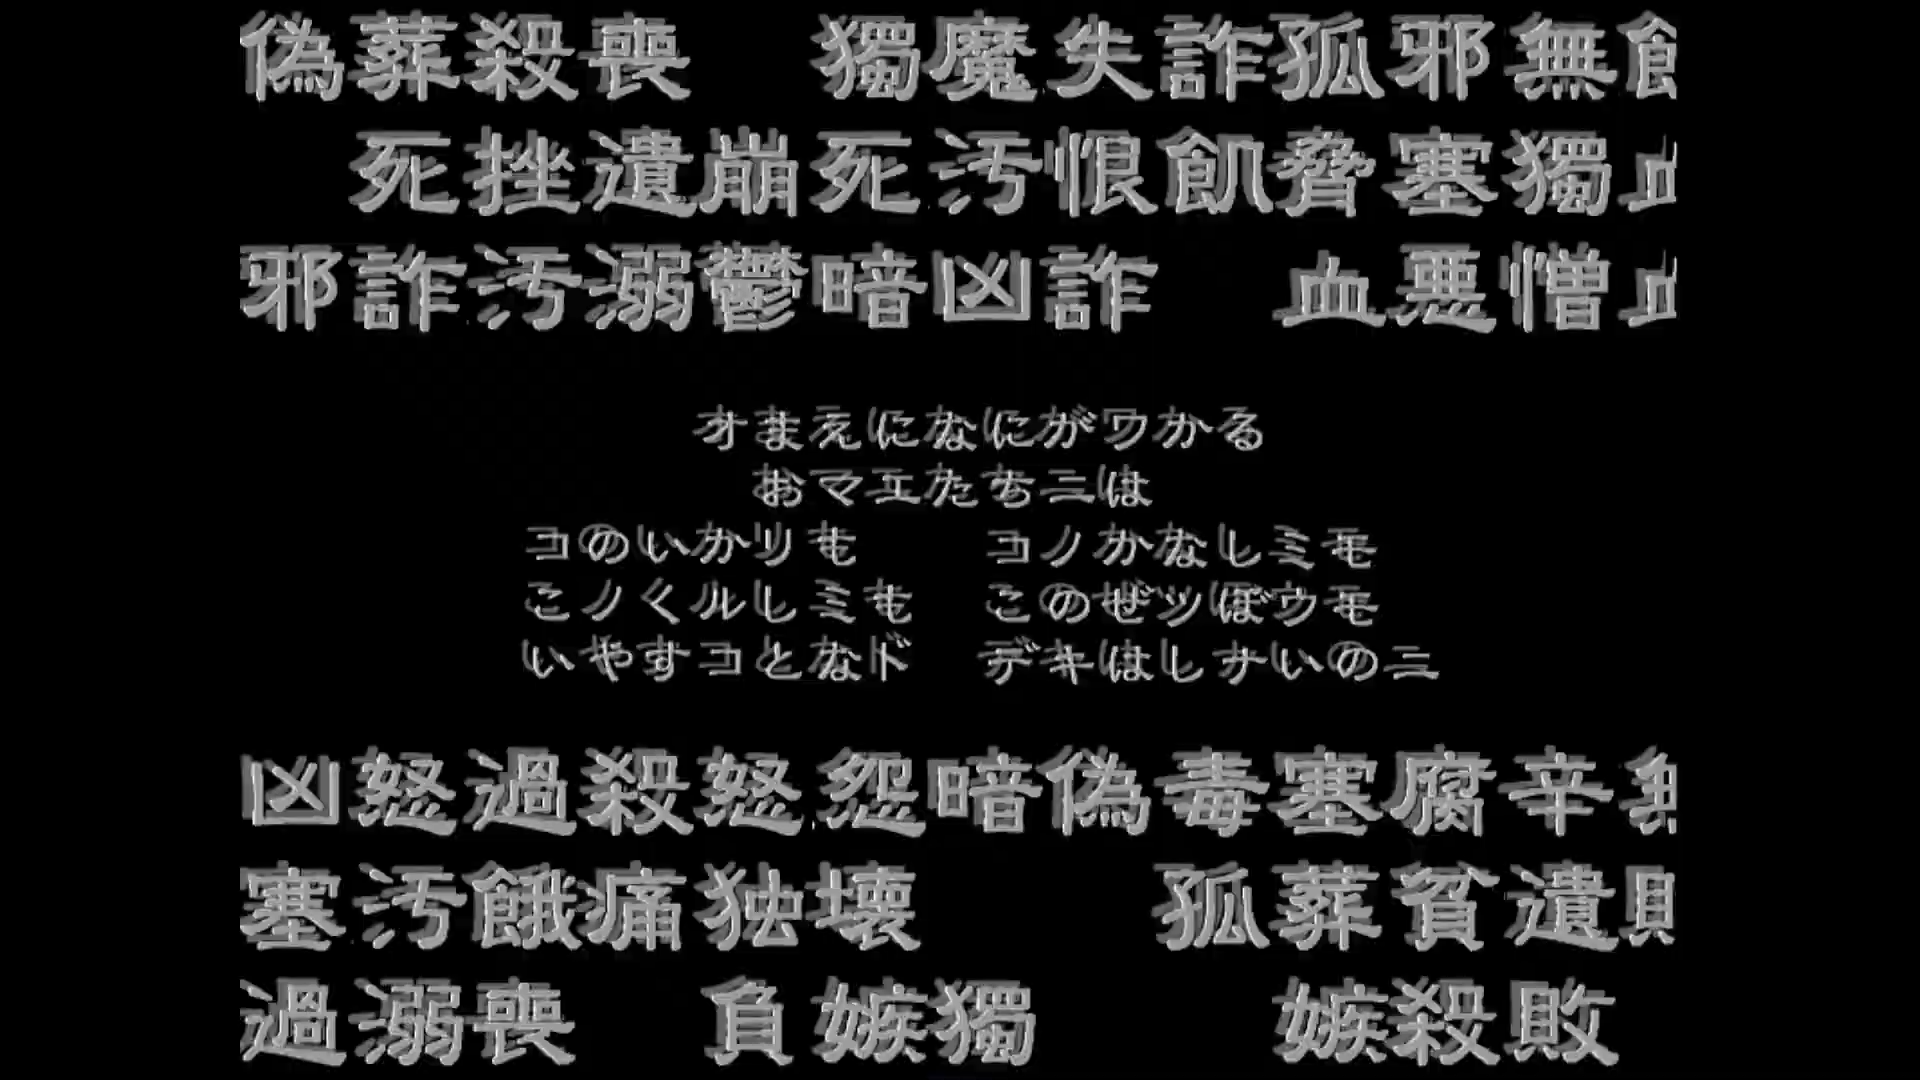 偽葬殺喪　獨魔失詐孤邪無
死挫遺崩死汚恨飢脅塞獨血
邪詐汚溺鬱暗凶詐　血悪憎血
オまえになにがワかる
おマエたちニは
コのいかりも　コノかなしミモ
こノくルしミも　このぜツぼウモ
いやすコとなド　デキはしナいのニ
凶怒過殺怒怨暗偽毒塞腐辛無
塞汚餓痛独壊　孤葬貧遺敗
過溺喪　負嫉獨　嫉殺敗